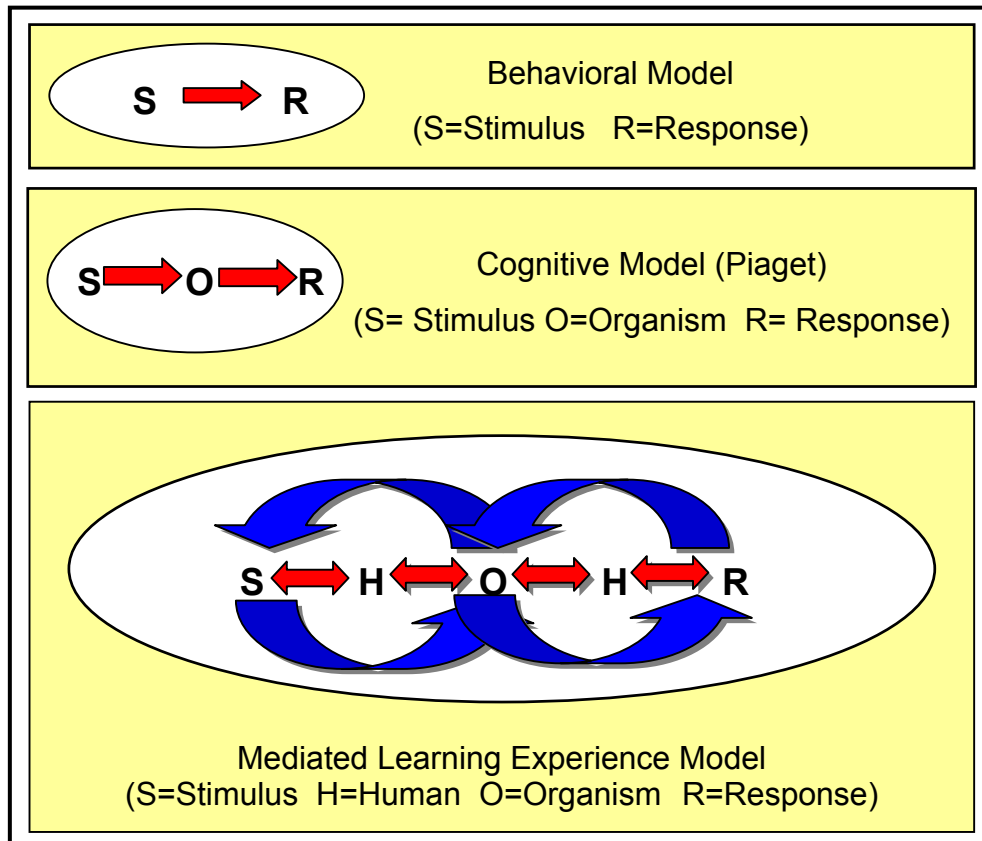 S R
Behavioral Model
(S=Stimulus R=Response)
S O R
Cognitive Model (Piaget)
(S= Stimulus O=Organism R= Response)
S H O H R
Mediated Learning Experience Model
(S=Stimulus H=Human O=Organism R=Response)